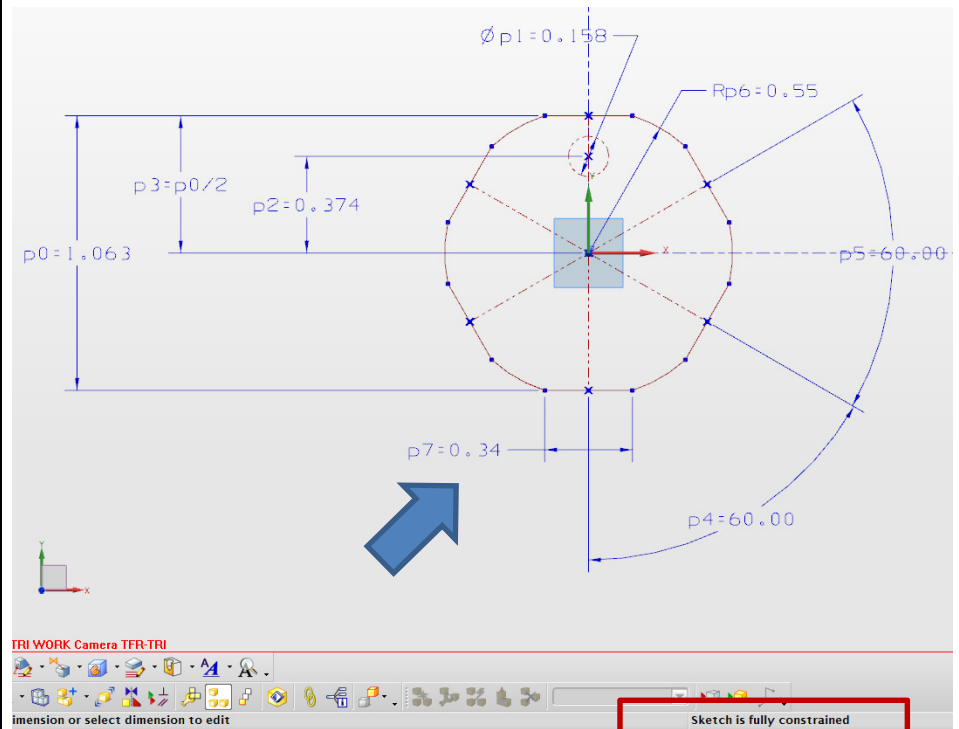 Øp1=0.158
Rp6=0.55
p3=p0/2
p2=0.374
p0=1.063
p5=60.00
X
Y
p7=0.34
p4=60.00
Y
X
TRI WORK Camera TFR-TRI
imension or select dimension to edit
Sketch is fully constrained